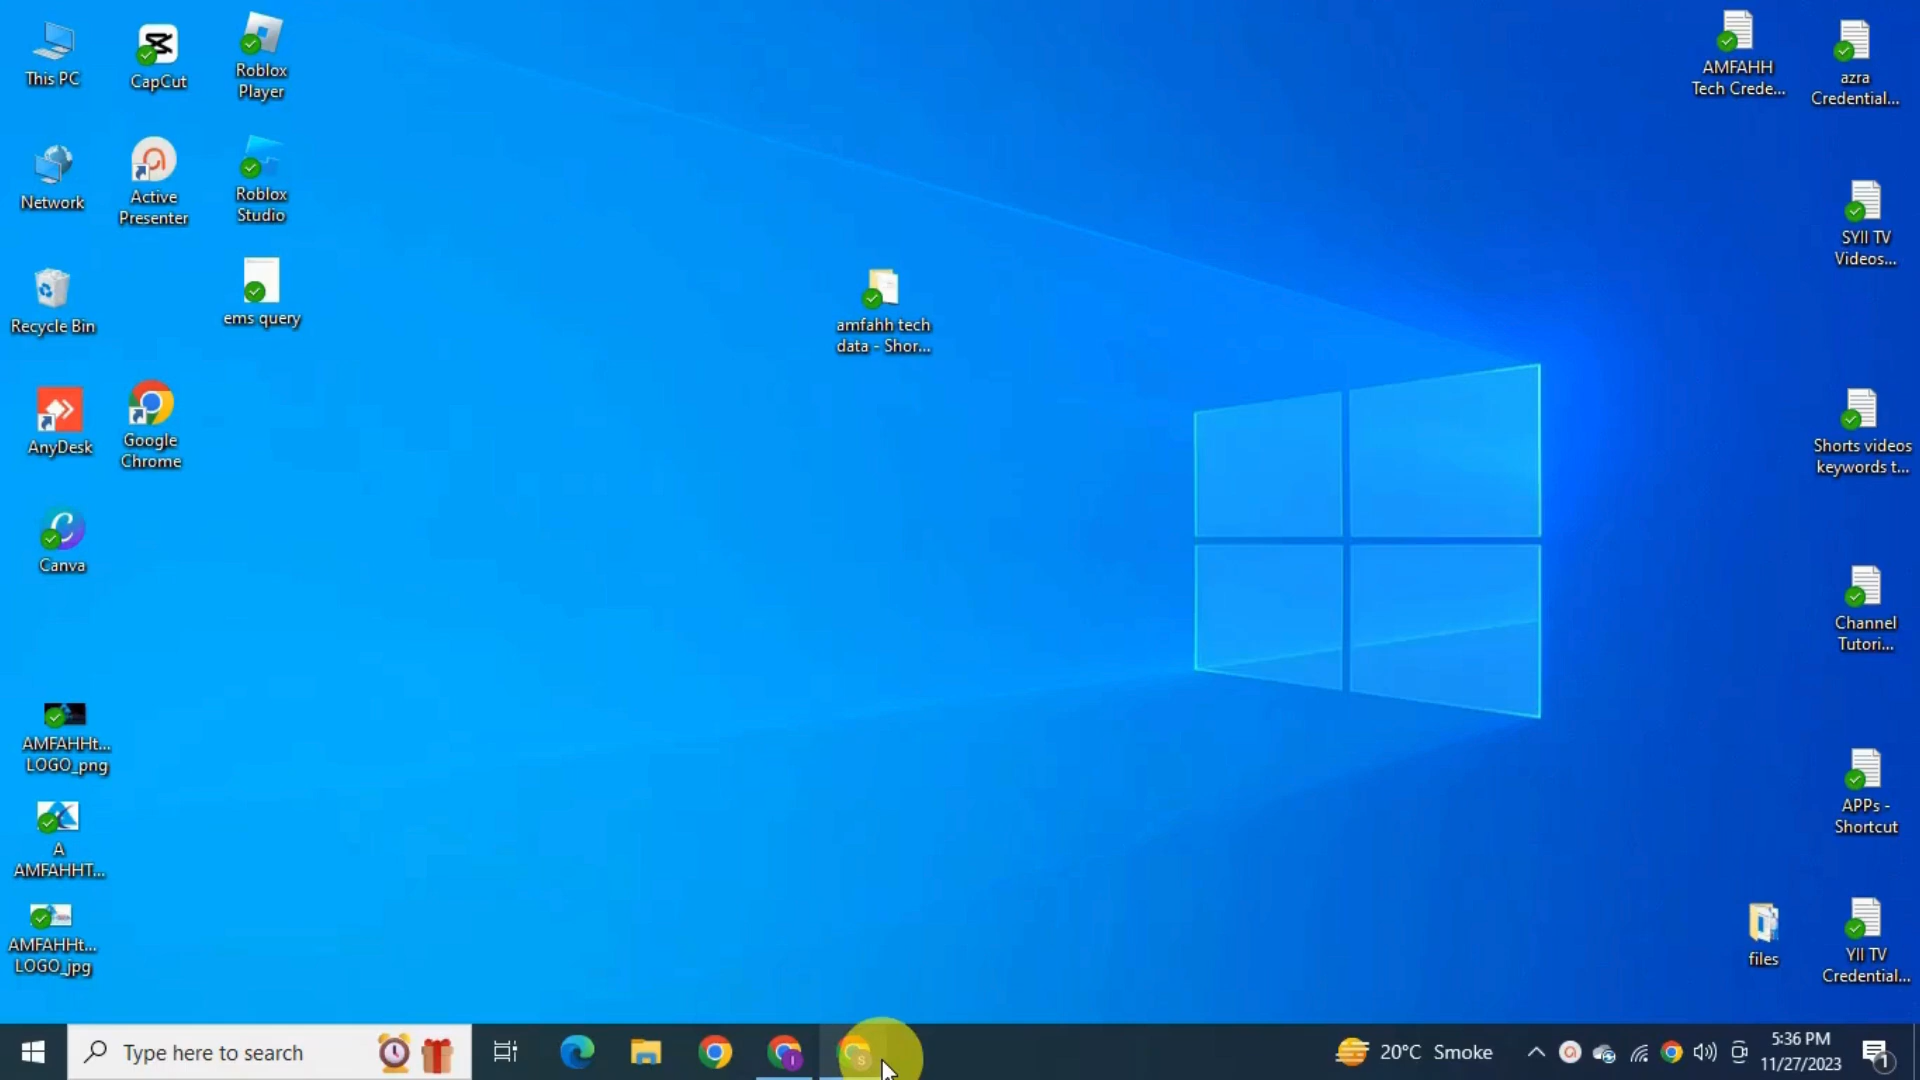 This PC
CapCut
Roblox
Player
Network
Active
Presenter
Roblox
Studio
Recycle Bin
ems query
AnyDesk
Google
Chrome
Canva
AMFAHHt...
LOGO_png
A
AMFAHHT...
AMFAHHt...
LOGO_jpg
amfahh tech
data - Shor...
AMFAHH
Tech Crede...
azra
Credential...
SYII TV
Videos...
Shorts videos
keywords t...
Channel
Tutori...
APPs -
Shortcut
files
YII TV
Credential...
Type here to search
I
S
20°C Smoke
5:36 PM
11/27/2023
1